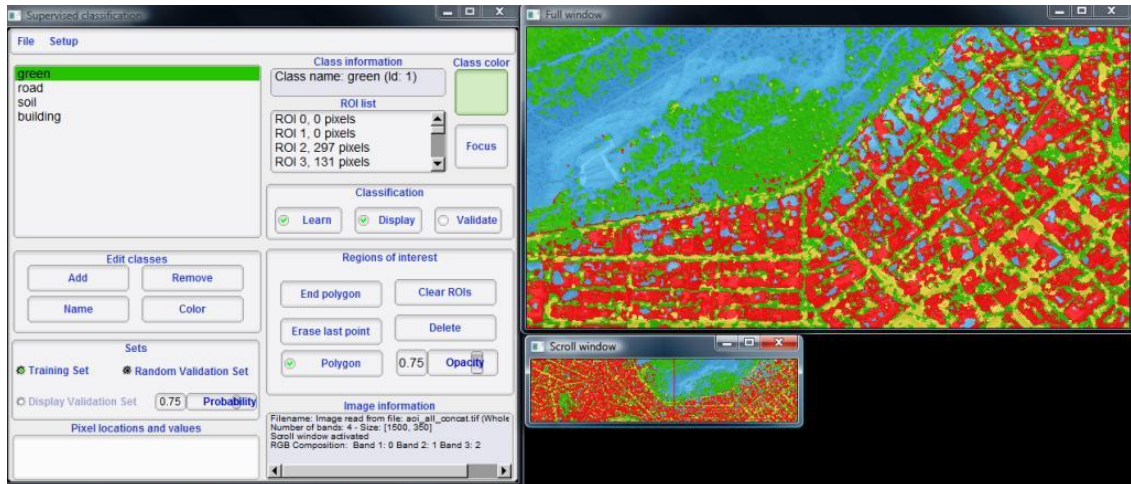 Supervised classification
File Setup
green
road
soil
building
Class information
Class name: green (Id: 1)
Class color
ROI list
ROI 0, 0 pixels
ROI 1, 0 pixels
ROI 2, 297 pixels
ROI 3, 131 pixels
Focus
Classification
Learn
Display
Validate
Edit classes
Add
Remove
Name
Color
Regions of interest
End polygon
Clear ROIs
Erase last point
Delete
Polygon
0.75
Opacity
Sets
Training Set
Random Validation Set
Display Validation Set
0.75
Probability
Pixel locations and values
Image information
Filename: Image read from file: aoi_all_concat.tif (Whole
Number of bands: 4 - Size: [1500, 350]
Scroll window activated
RGB Composition: Band 1: 0 Band 2: 1 Band 3: 2
Full window
Scroll window